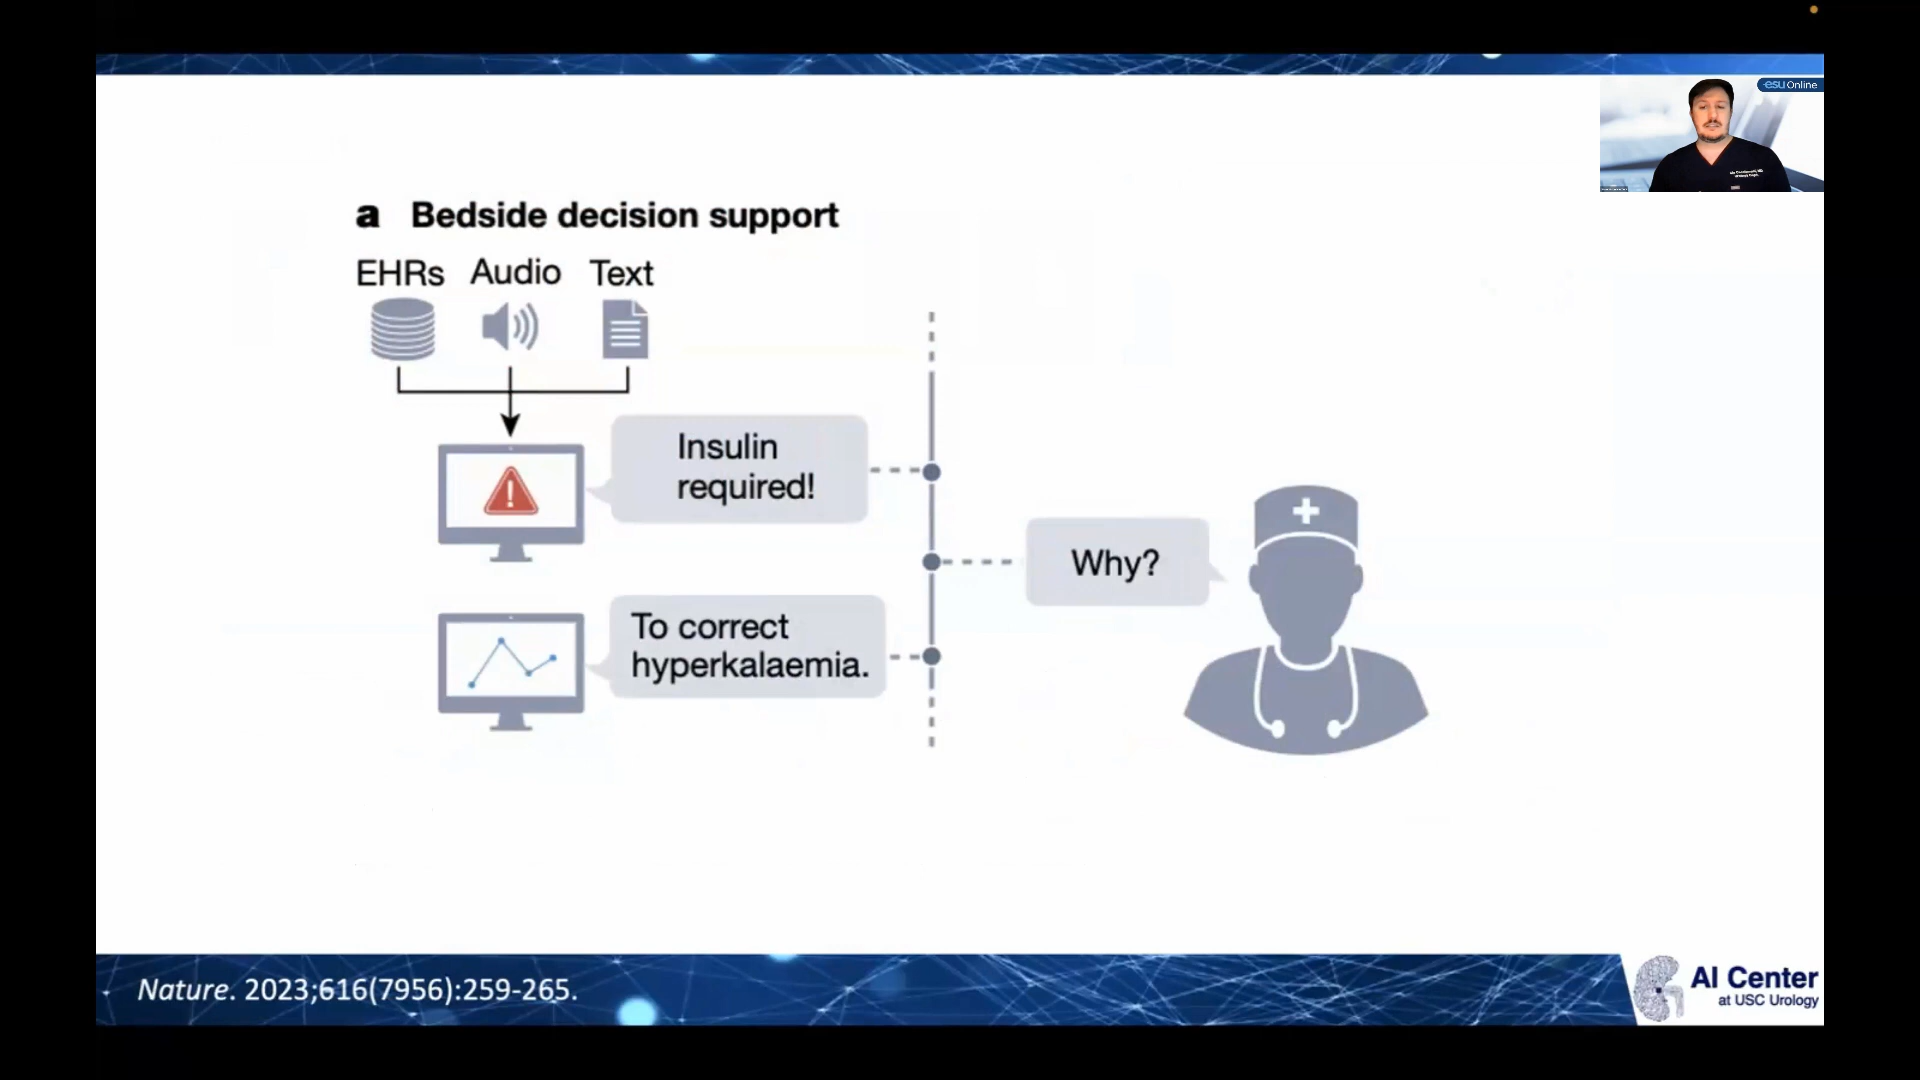 esu Online
a Bedside decision support
EHRs Audio Text
Insulin
required!
Why?
To correct
hyperkalaemia.
Nature. 2023;616(7956):259-265.
AI Center
at USC Urology